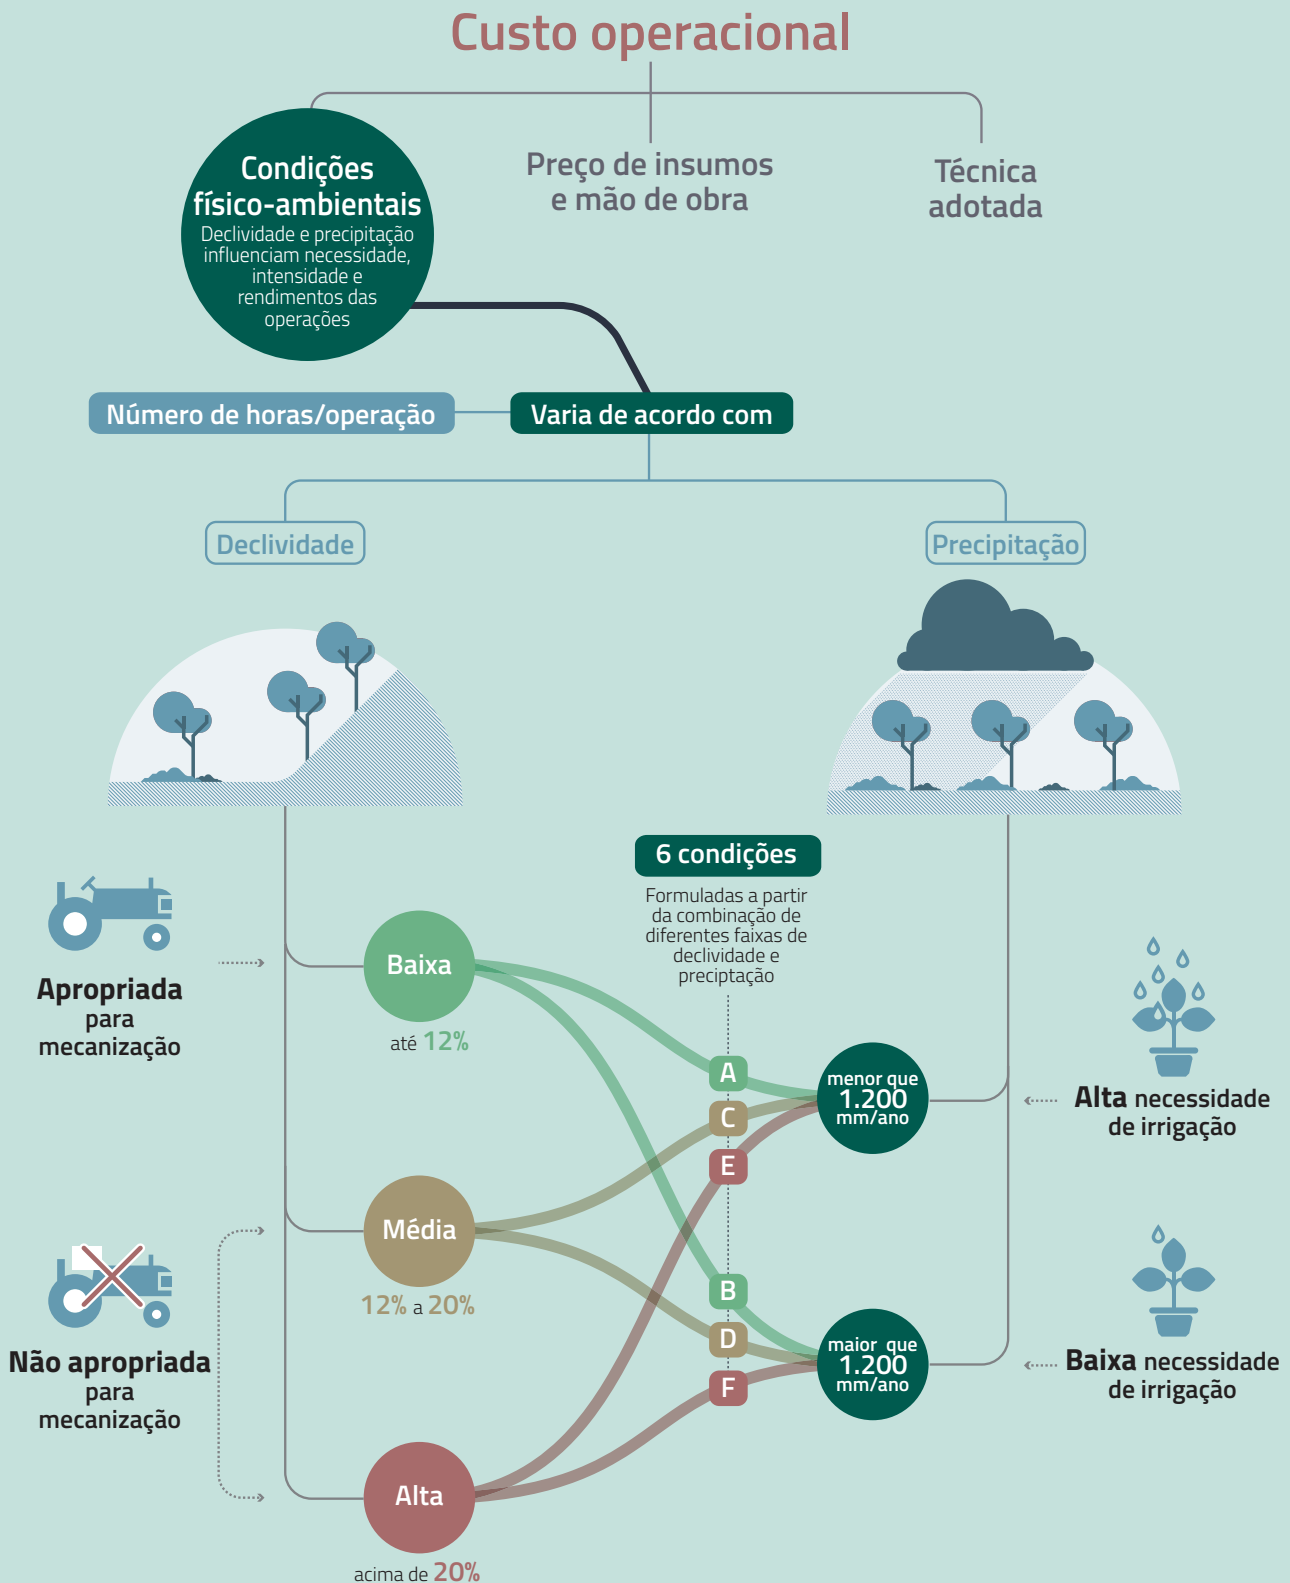 Custo operacional
Condições
físico-ambientais
Declividade e precipitação
influenciam necessidade,
intensidade e
rendimentos das
operações
Preço de insumos
e mão de obra
Técnica
adotada
Número de horas/operação
Varia de acordo com
Declividade
Precipitação
6 condições
Formuladas a partir
da combinação de
diferentes faixas de
declividade e
preciptação
Apropriada
para
mecanização
Baixa
até 12%
A
C
E
menor que
1.200
mm/ano
Alta necessidade
de irrigação
Não apropriada
para
mecanização
Média
12% a 20%
B
D
F
maior que
1.200
mm/ano
Baixa necessidade
de irrigação
Alta
acima de 20%